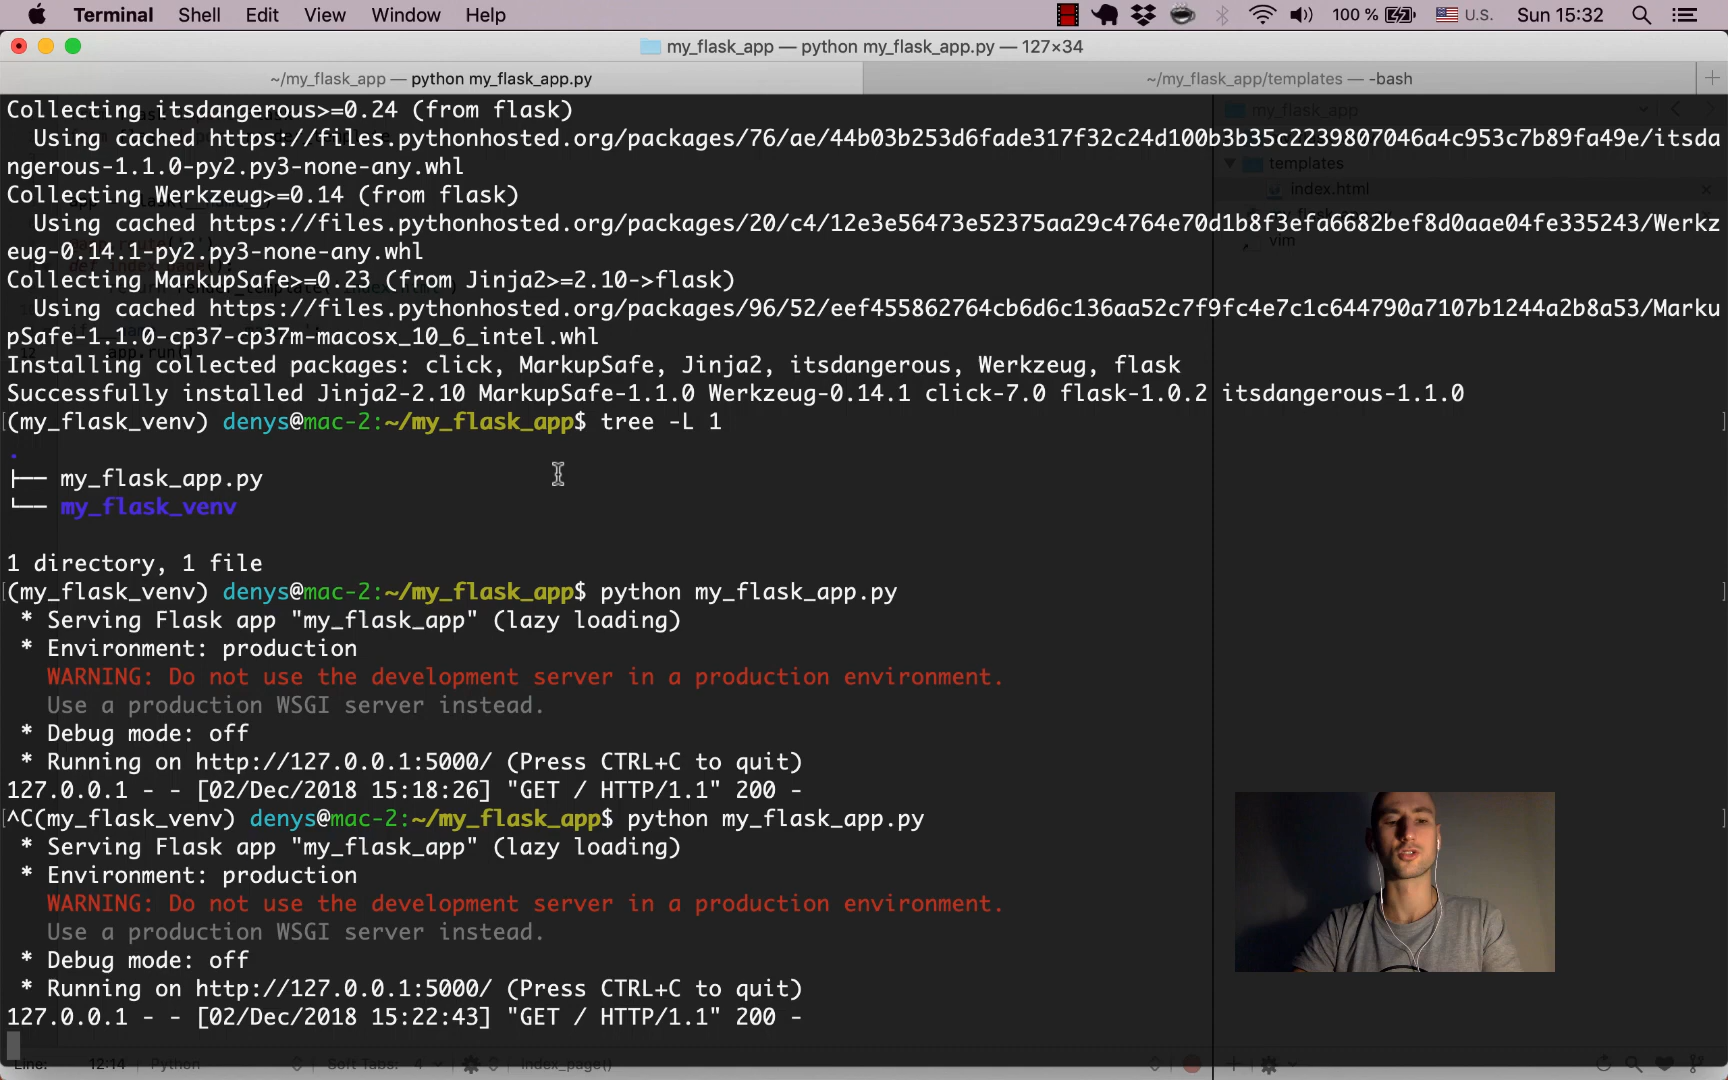 Terminal Shell Edit View Window Help 100 % U.S. Sun 15:32
my_flask_app — python my_flask_app.py — 127×34
~/my_flask_app — python my_flask_app.py ~/my_flask_app/templates — -bash
Collecting itsdangerous>=0.24 (from flask)
Using cached https://files.pythonhosted.org/packages/76/ae/44b03b253d6fade317f32c24d100b3b35c2239807046a4c953c7b89fa49e/itsda
ngerous-1.1.0-py2.py3-none-any.whl
Collecting Werkzeug>=0.14 (from flask)
Using cached https://files.pythonhosted.org/packages/20/c4/12e3e56473e52375aa29c4764e70d1b8f3efa6682bef8d0aae04fe335243/Werkz
eug-0.14.1-py2.py3-none-any.whl
Collecting MarkupSafe>=0.23 (from Jinja2>=2.10->flask)
Using cached https://files.pythonhosted.org/packages/96/52/eef455862764cb6d6c136aa52c7f9fc4e7c1c644790a7107b1244a2b8a53/Marku
pSafe-1.1.0-cp37-cp37m-macosx_10_6_intel.whl
Installing collected packages: click, MarkupSafe, Jinja2, itsdangerous, Werkzeug, flask
Successfully installed Jinja2-2.10 MarkupSafe-1.1.0 Werkzeug-0.14.1 click-7.0 flask-1.0.2 itsdangerous-1.1.0
(my_flask_venv) denys@mac-2:~/my_flask_app$ tree -L 1
.
├── my_flask_app.py
└── my_flask_venv
1 directory, 1 file
(my_flask_venv) denys@mac-2:~/my_flask_app$ python my_flask_app.py
* Serving Flask app "my_flask_app" (lazy loading)
* Environment: production
WARNING: Do not use the development server in a production environment.
Use a production WSGI server instead.
* Debug mode: off
* Running on http://127.0.0.1:5000/ (Press CTRL+C to quit)
127.0.0.1 - - [02/Dec/2018 15:18:26] "GET / HTTP/1.1" 200 -
^C(my_flask_venv) denys@mac-2:~/my_flask_app$ python my_flask_app.py
* Serving Flask app "my_flask_app" (lazy loading)
* Environment: production
WARNING: Do not use the development server in a production environment.
Use a production WSGI server instead.
* Debug mode: off
* Running on http://127.0.0.1:5000/ (Press CTRL+C to quit)
127.0.0.1 - - [02/Dec/2018 15:22:43] "GET / HTTP/1.1" 200 -
my_flask_app
templates
index.html
vim
Line: 12:14 Python Soft Tabs: 4 index_page()